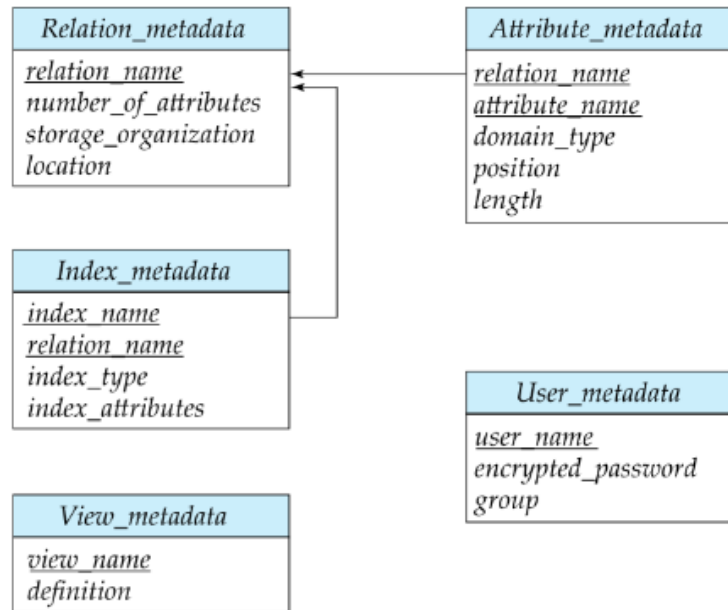 Relation_metadata
relation_name
number_of_attributes
storage_organization
location
Attribute_metadata
relation_name
attribute_name
domain_type
position
length
Index_metadata
index_name
relation_name
index_type
index_attributes
User_metadata
user_name
encrypted_password
group
View_metadata
view_name
definition